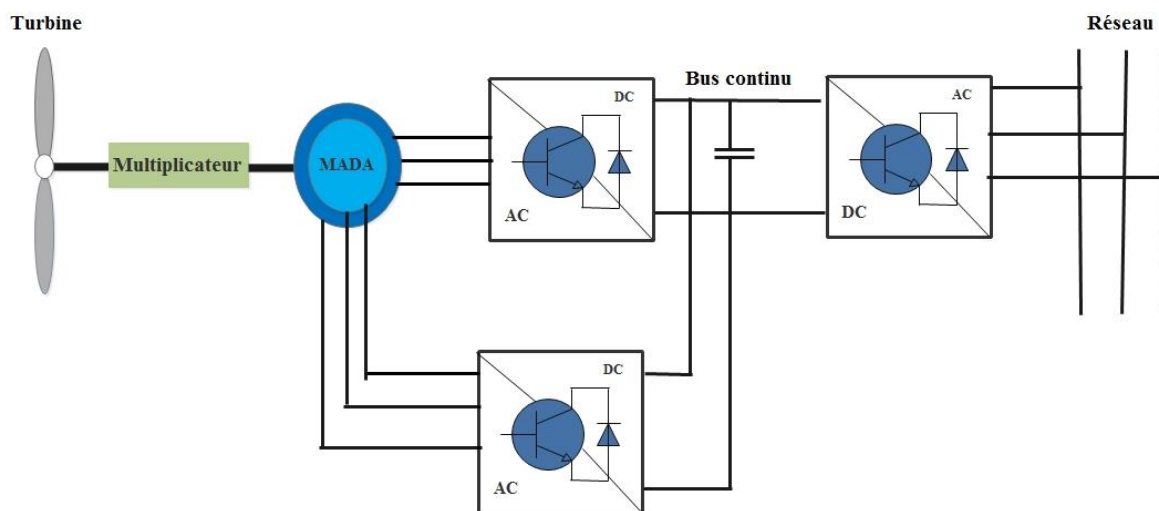 Turbine
Réseau
Bus continu
DC
AC
Multiplicateur
MADA
AC
DC
DC
AC